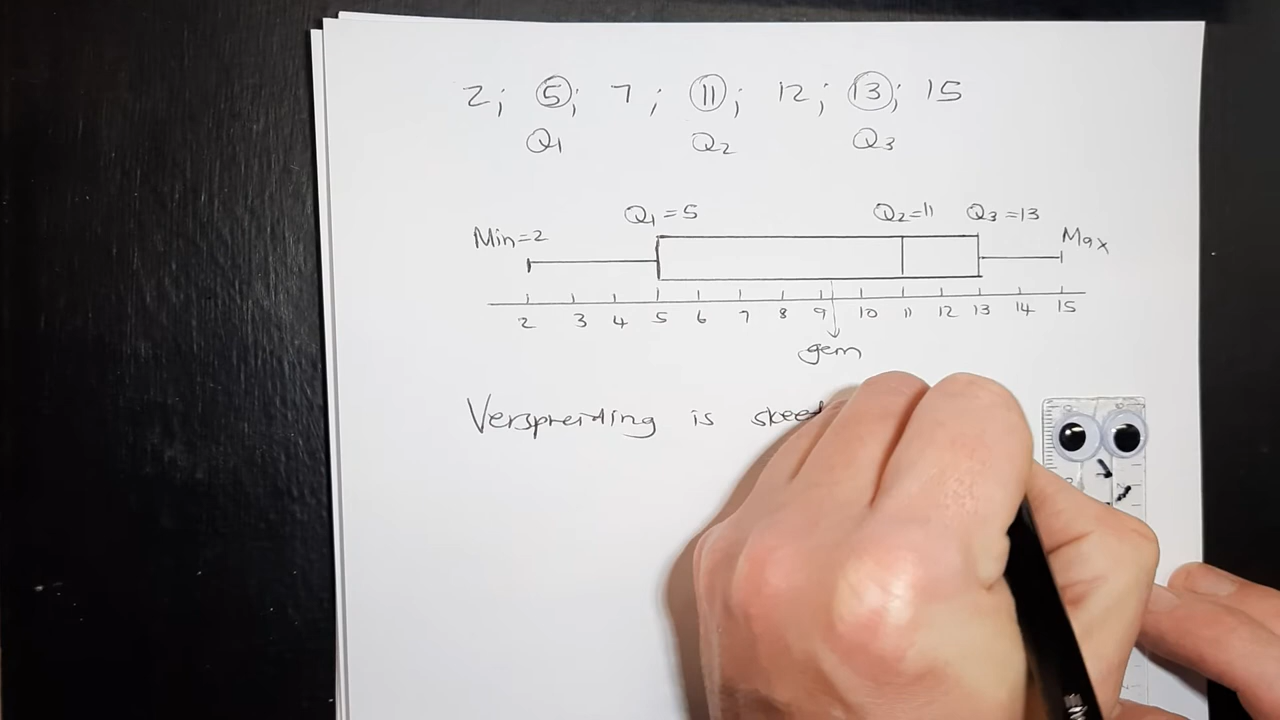 2; 5; 7; 11; 12; 13; 15
Q1 Q2 Q3
Q1 = 5 Q2=11 Q3 =13
Min=2 Max
2 3 4 5 6 7 8 9 10 11 12 13 14 15
gem
Verspreiding is